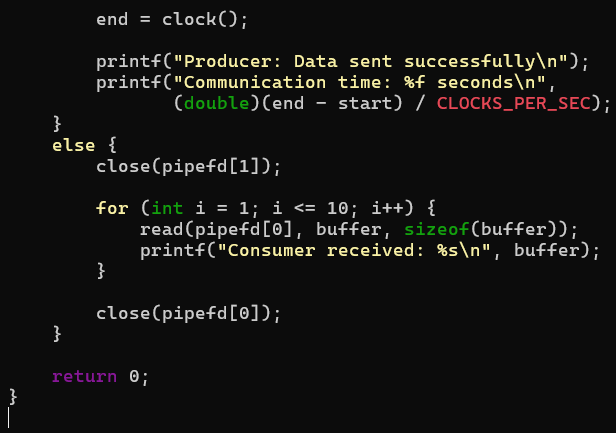 end = clock();
printf("Producer: Data sent successfully\n");
printf("Communication time: %f seconds\n",
(double)(end - start) / CLOCKS_PER_SEC);
}
else {
close(pipefd[1]);
for (int i = 1; i <= 10; i++) {
read(pipefd[0], buffer, sizeof(buffer));
printf("Consumer received: %s\n", buffer);
}
close(pipefd[0]);
}
return 0;
}